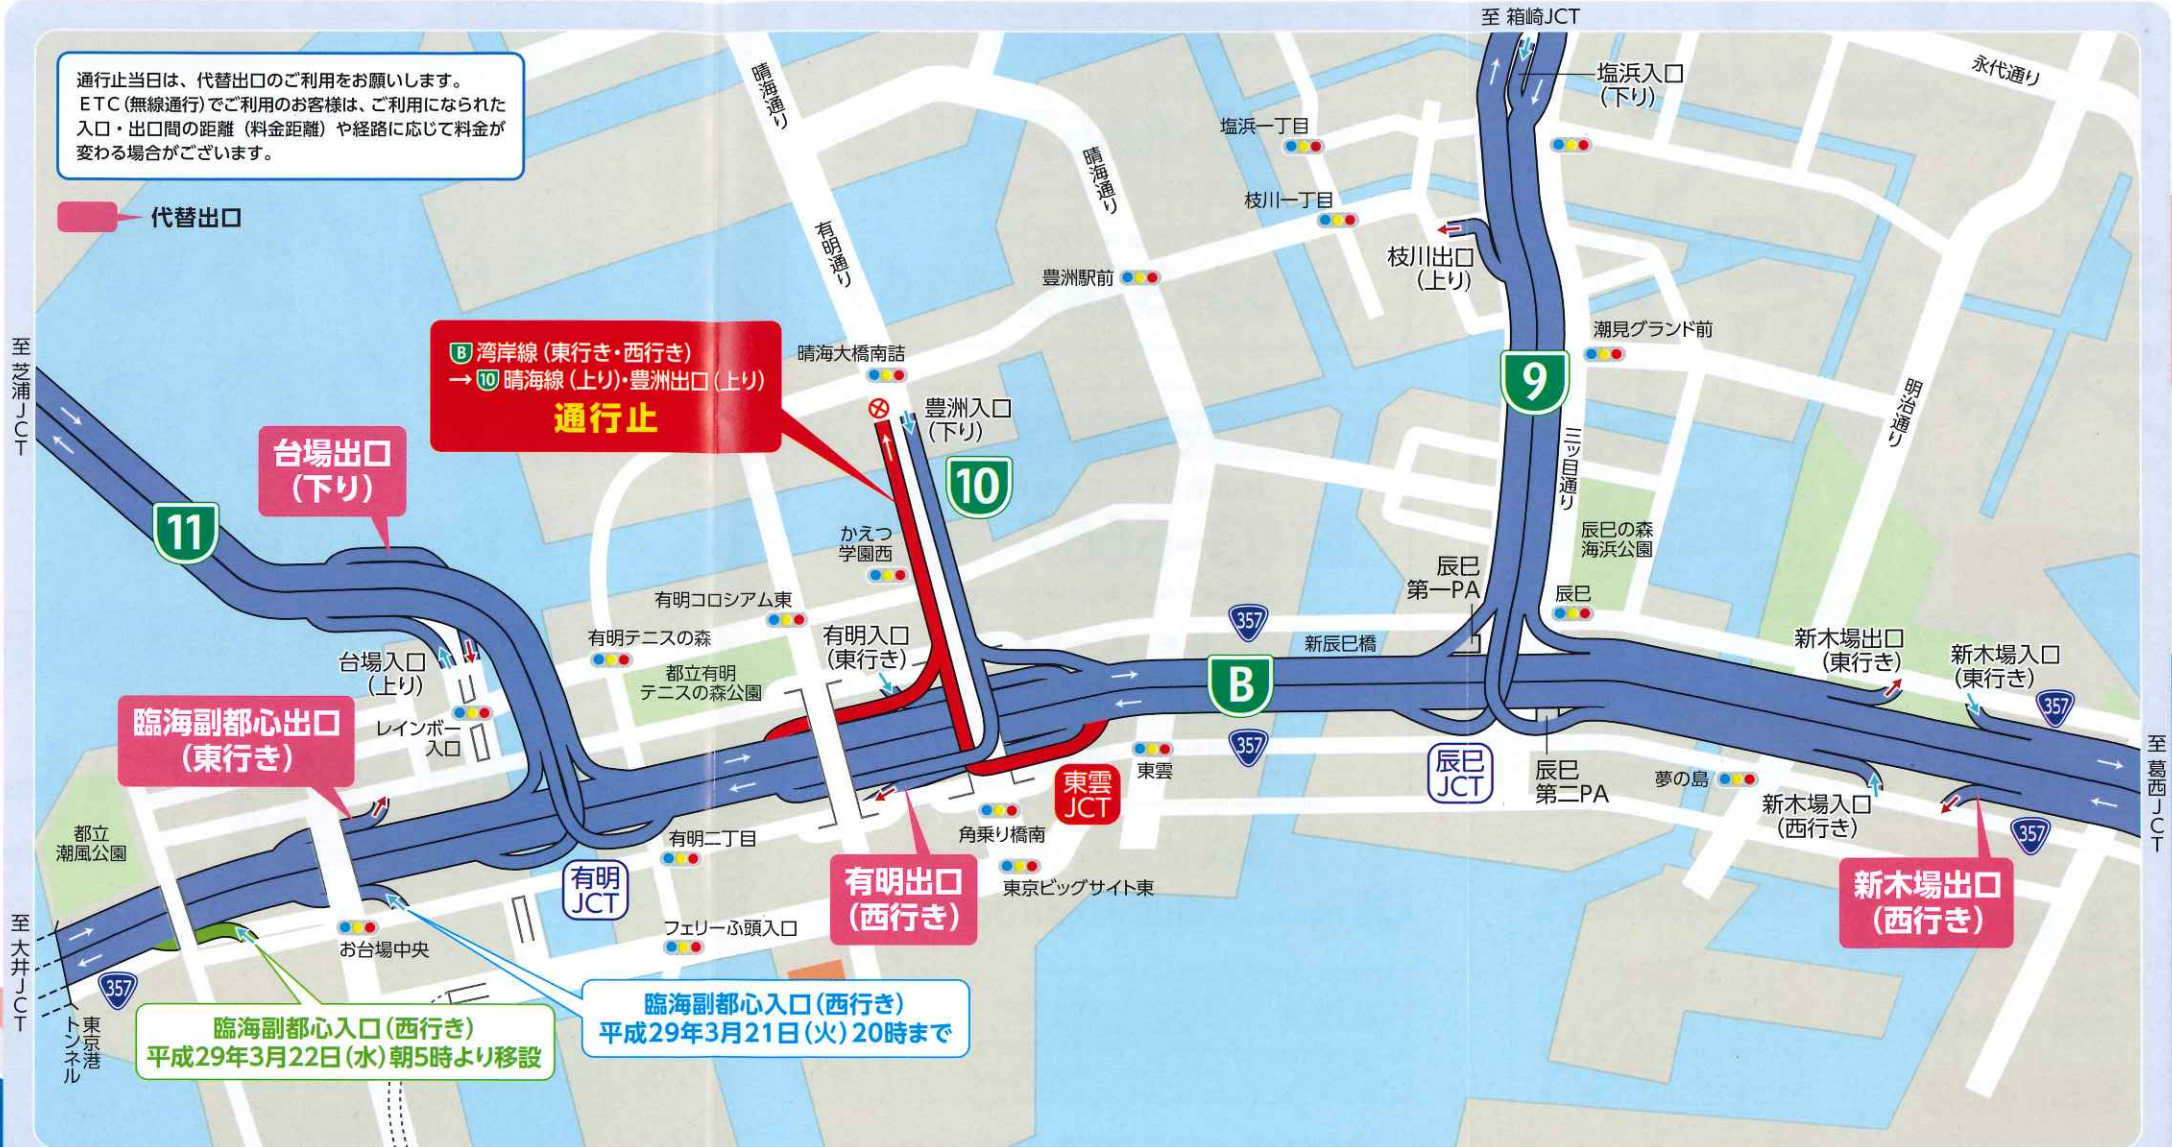 至 箱崎JCT
通行止当日は、代替出口のご利用をお願いします。
ETC(無線通行)でご利用のお客様は、ご利用になられた
入口・出口間の距離(料金距離)や経路に応じて料金が
変わる場合がございます。
代替出口
晴海通り
晴海通り
有明通り
塩浜入口
(下り)
永代通り
塩浜一丁目
枝川一丁目
枝川出口
(上り)
豊洲駅前
潮見グランド前
至 芝浦JCT
B 湾岸線(東行き・西行き)
→10 晴海線(上り)・豊洲出口(上り)
通行止
晴海大橋南詰
豊洲入口
(下り)
9
明治通り
三ツ目通り
台場出口
(下り)
10
11
かえつ
学園西
辰巳の森
海浜公園
辰巳
第一PA
辰巳
有明コロシアム東
有明テニスの森
有明入口
(東行き)
357
新辰巳橋
新木場出口
(東行き)
新木場入口
(東行き)
357
台場入口
(上り)
都立有明
テニスの森公園
B
臨海副都心出口
(東行き)
レインボー
入口
357
東雲
東雲
JCT
辰巳
JCT
辰巳
第二PA
夢の島
新木場入口
(西行き)
357
至 葛西JCT
都立
潮風公園
有明二丁目
角乗り橋南
有明
JCT
有明出口
(西行き)
東京ビッグサイト東
新木場出口
(西行き)
至 大井JCT
お台場中央
フェリーふ頭入口
357
東京港
トンネル
臨海副都心入口(西行き)
平成29年3月21日(火)20時まで
臨海副都心入口(西行き)
平成29年3月22日(水)朝5時より移設